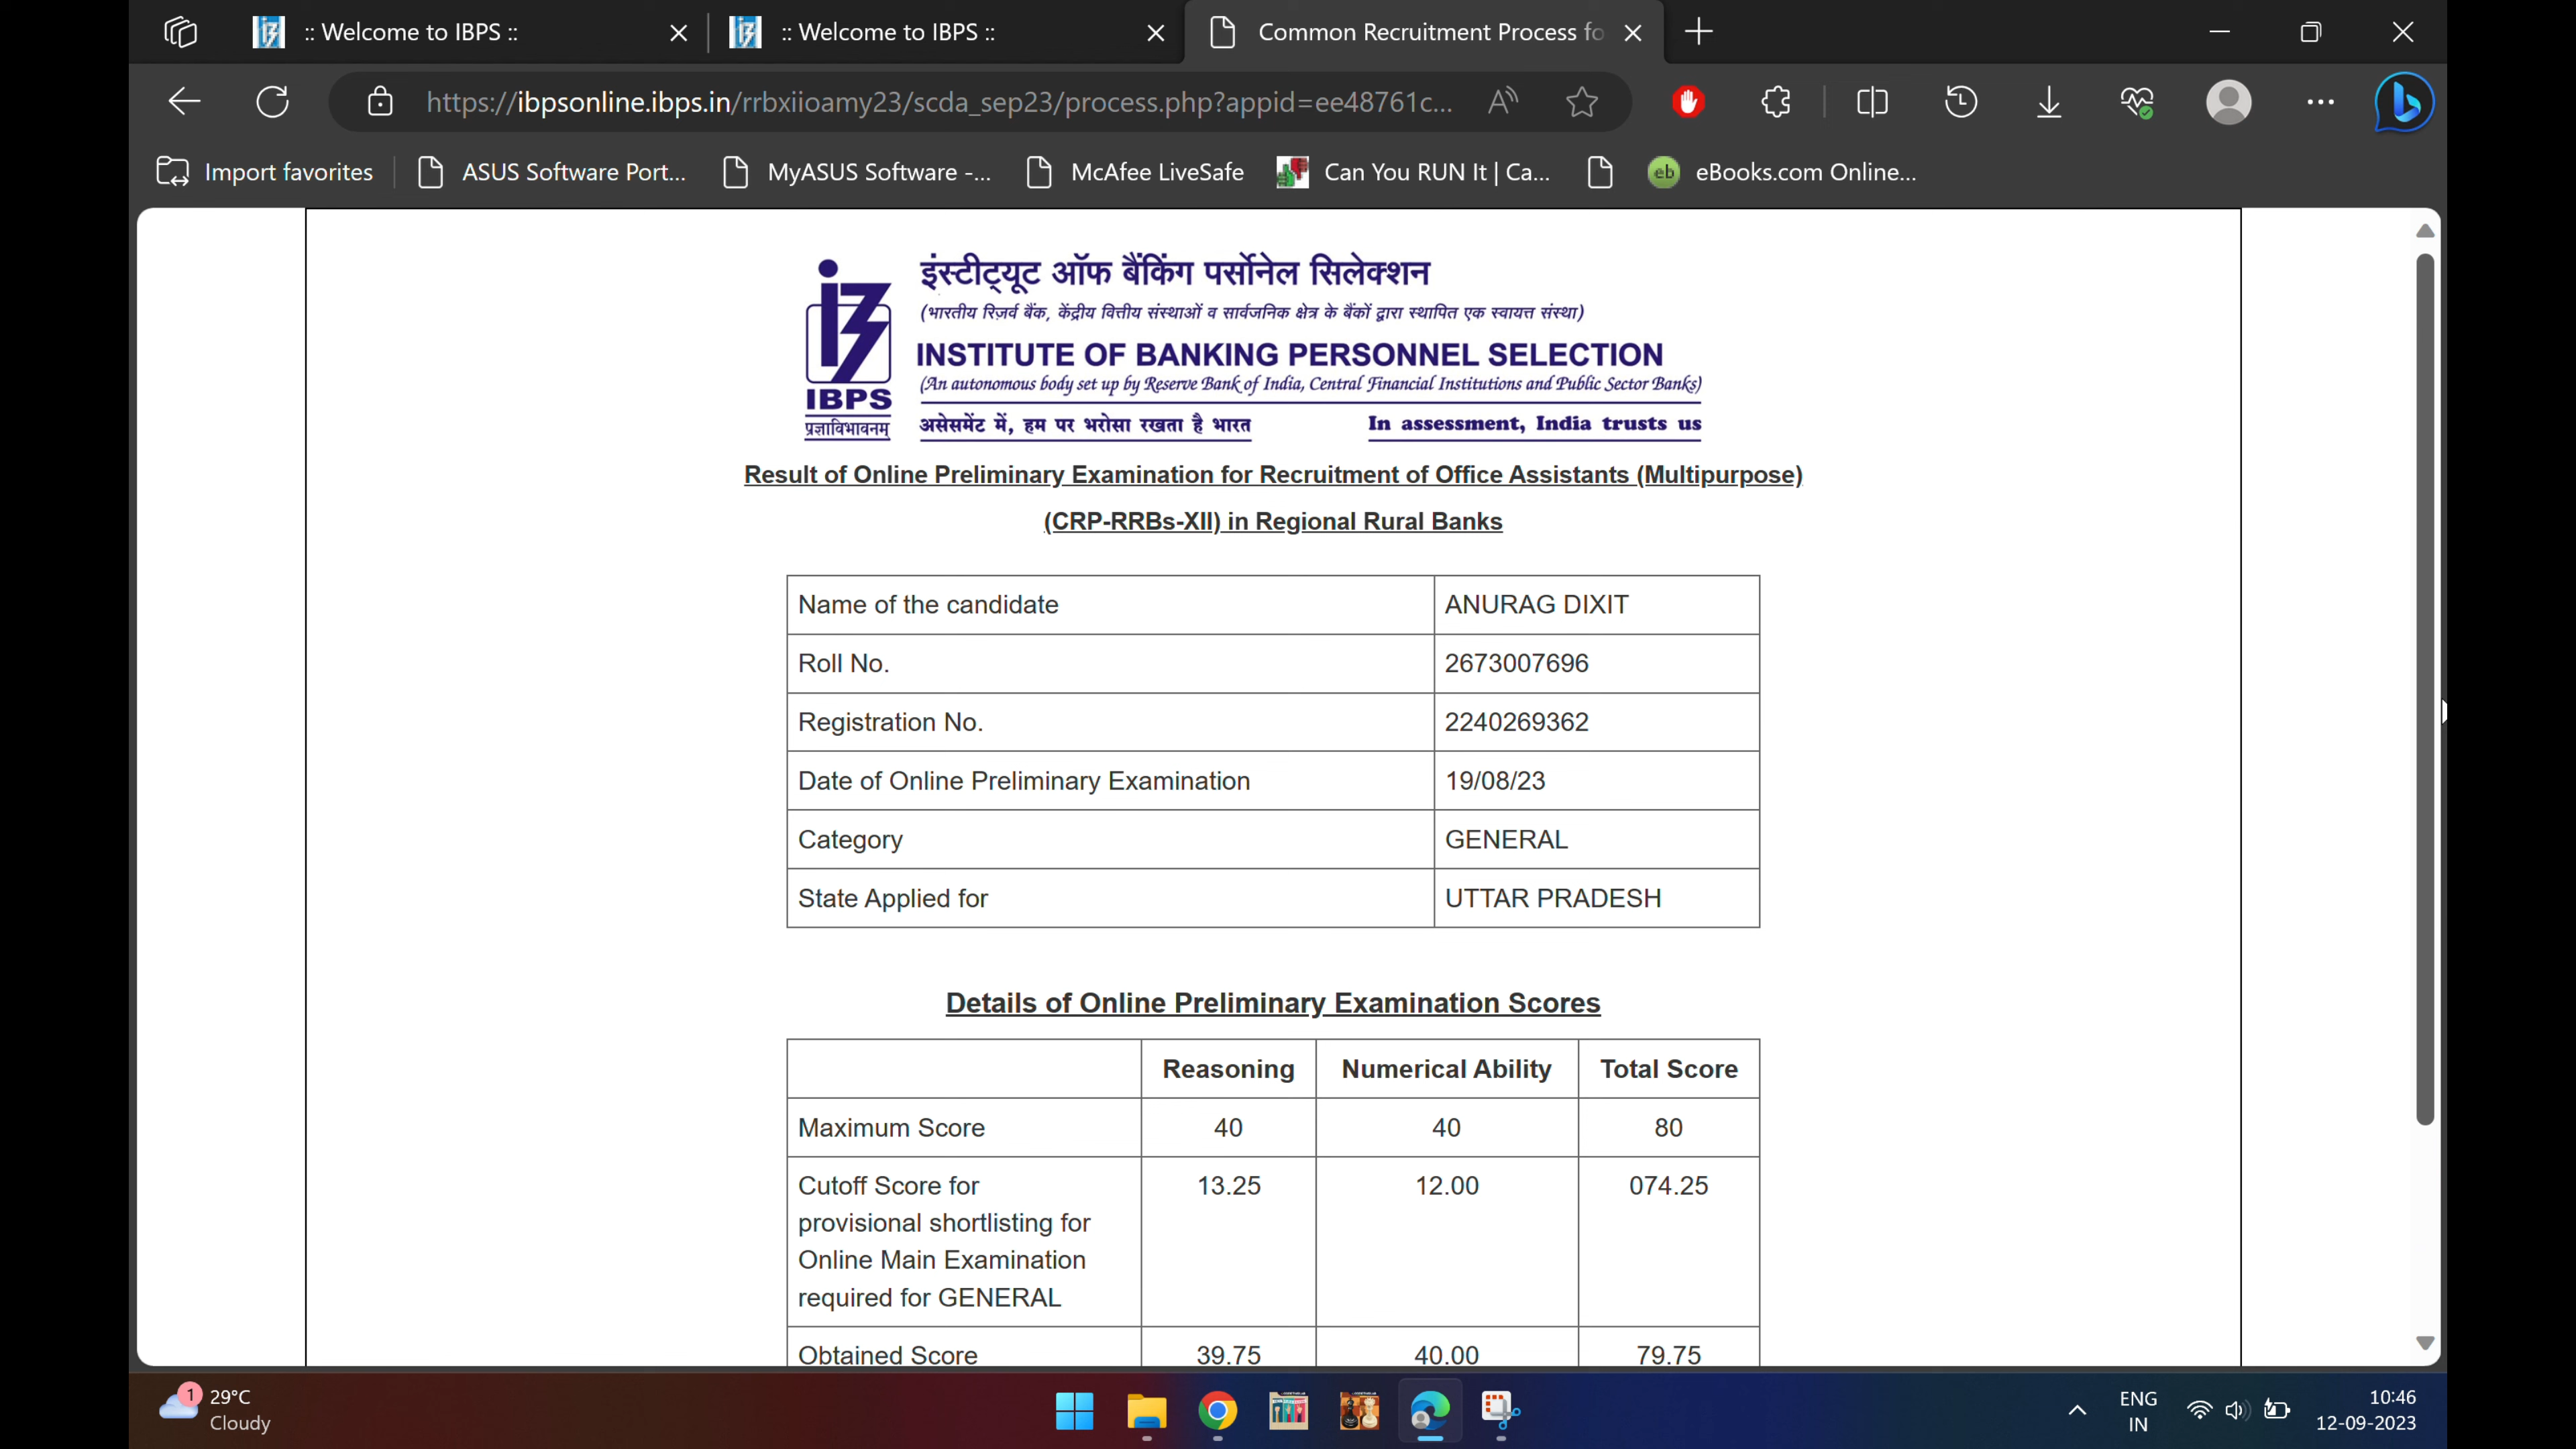 :: Welcome to IBPS ::
:: Welcome to IBPS ::
Common Recruitment Process fo
https://ibpsonline.ibps.in/rrbxiioamy23/scda_sep23/process.php?appid=ee48761c...
Import favorites
ASUS Software Port...
MyASUS Software -...
McAfee LiveSafe
Can You RUN It | Ca...
eb
eBooks.com Online...
इंस्टीट्यूट ऑफ बैंकिंग पर्सोनेल सिलेक्शन
(भारतीय रिज़र्व बैंक, केंद्रीय वित्तीय संस्थाओं व सार्वजनिक क्षेत्र के बैंकों द्वारा स्थापित एक स्वायत्त संस्था)
INSTITUTE OF BANKING PERSONNEL SELECTION
(An autonomous body set up by Reserve Bank of India, Central Financial Institutions and Public Sector Banks)
IBPS
प्रज्ञाविभावनम्
असेसमेंट में, हम पर भरोसा रखता है भारत In assessment, India trusts us
Result of Online Preliminary Examination for Recruitment of Office Assistants (Multipurpose)
(CRP-RRBs-XII) in Regional Rural Banks
Name of the candidate ANURAG DIXIT
Roll No. 2673007696
Registration No. 2240269362
Date of Online Preliminary Examination 19/08/23
Category GENERAL
State Applied for UTTAR PRADESH
Details of Online Preliminary Examination Scores
Reasoning Numerical Ability Total Score
Maximum Score 40 40 80
Cutoff Score for 13.25 12.00 074.25
provisional shortlisting for
Online Main Examination
required for GENERAL
Obtained Score 39.75 40.00 79.75
1
29°C
Cloudy
ENG
IN
10:46
12-09-2023